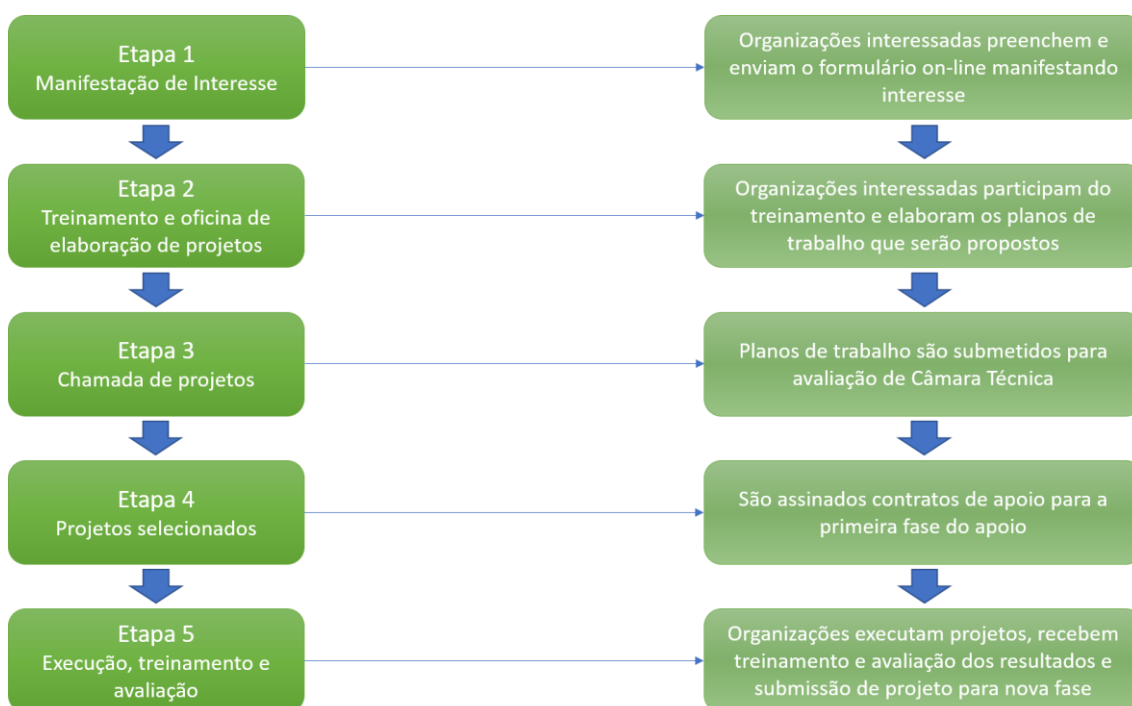 Etapa 1
Manifestação de Interesse
Organizações interessadas preenchem e
enviam o formulário on-line manifestando
interesse
Etapa 2
Treinamento e oficina de
elaboração de projetos
Organizações interessadas participam do
treinamento e elaboram os planos de
trabalho que serão propostos
Etapa 3
Chamada de projetos
Planos de trabalho são submetidos para
avaliação de Câmara Técnica
Etapa 4
Projetos selecionados
São assinados contratos de apoio para a
primeira fase do apoio
Etapa 5
Execução, treinamento e
avaliação
Organizações executam projetos, recebem
treinamento e avaliação dos resultados e
submissão de projeto para nova fase